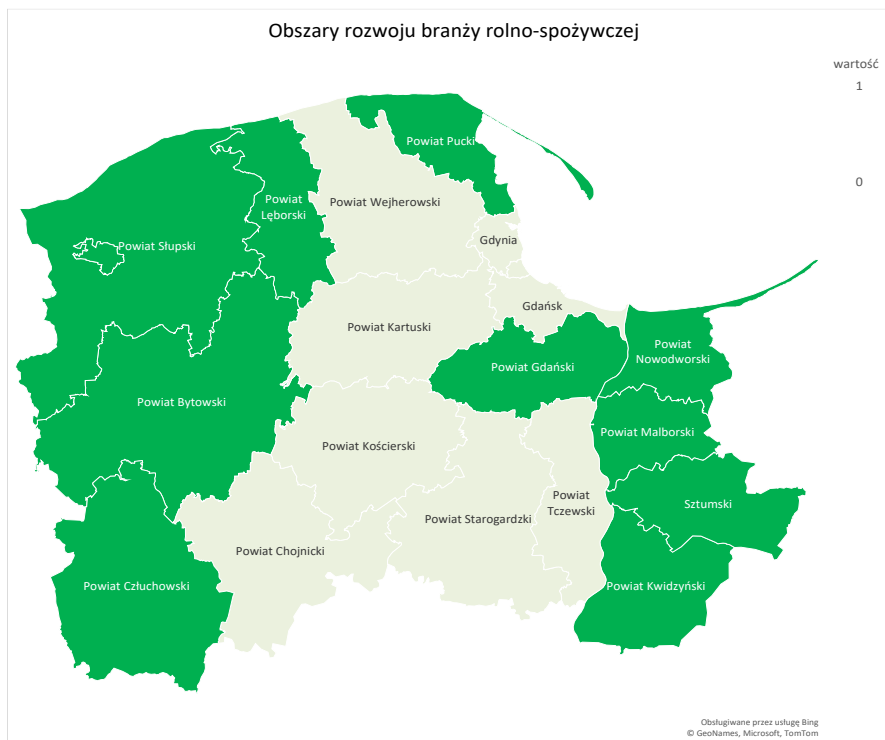 Obszary rozwoju branży rolno-spożywczej
wartość
1
0
Powiat Pucki
Powiat
Lęborski
Powiat Wejherowski
Gdynia
Powiat Słupski
Gdańsk
Powiat Kartuski
Powiat
Nowodworski
Powiat Gdański
Powiat Bytowski
Powiat Malborski
Powiat Kościerski
Powiat
Tczewski
Sztumski
Powiat Starogardzki
Powiat Chojnicki
Powiat Człuchowski
Powiat Kwidzyński
Obsługiwane przez usługę Bing
© GeoNames, Microsoft, TomTom